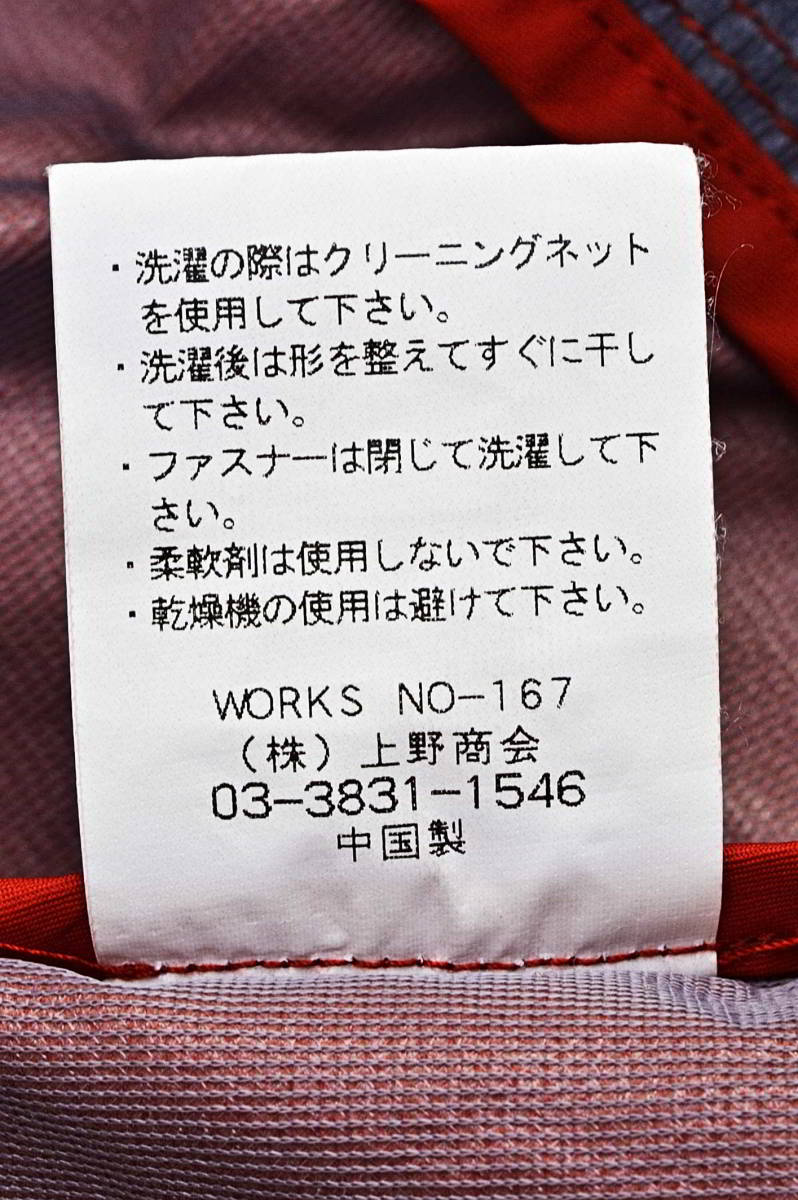 ・洗濯の際はクリーニングネット
を使用して下さい。
・洗濯後は形を整えてすぐに干し
て下さい。
・ファスナーは閉じて洗濯して下
さい。
・柔軟剤は使用しないで下さい。
・乾燥機の使用は避けて下さい。
WORKS NO-167
(株)上野商会
03-3831-1546
中国製